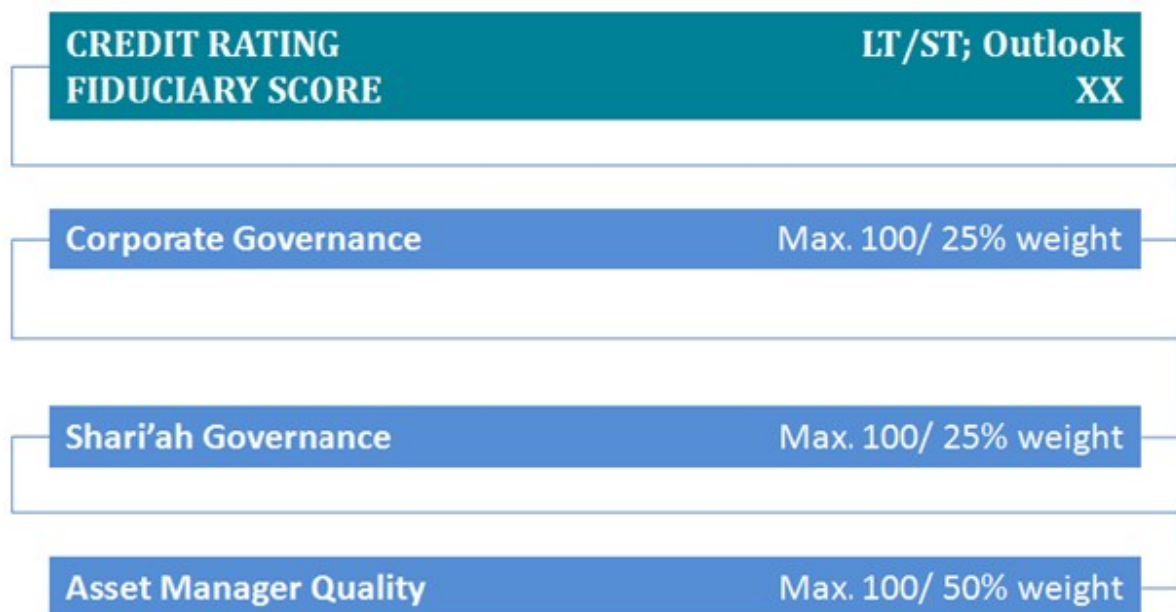 CREDIT RATING LT/ST; Outlook
FIDUCIARY SCORE XX
Corporate Governance Max. 100/ 25% weight
Shari’ah Governance Max. 100/ 25% weight
Asset Manager Quality Max. 100/ 50% weight